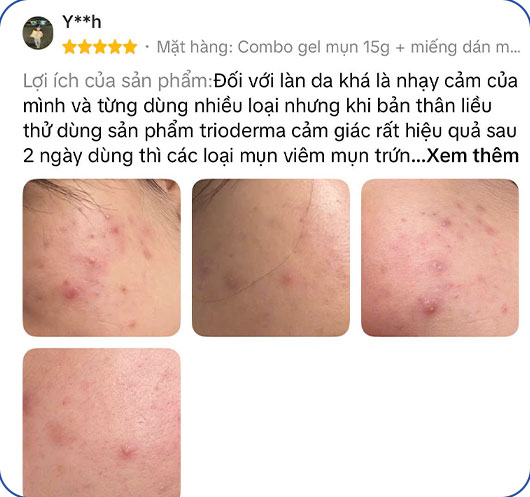 Y**h
· Mặt hàng: Combo gel mụn 15g + miếng dán m...
Lợi ích của sản phẩm:Đối với làn da khá là nhạy cảm của
mình và từng dùng nhiều loại nhưng khi bản thân liều
thử dùng sản phẩm trioderma cảm giác rất hiệu quả sau
2 ngày dùng thì các loại mụn viêm mụn trứn...Xem thêm